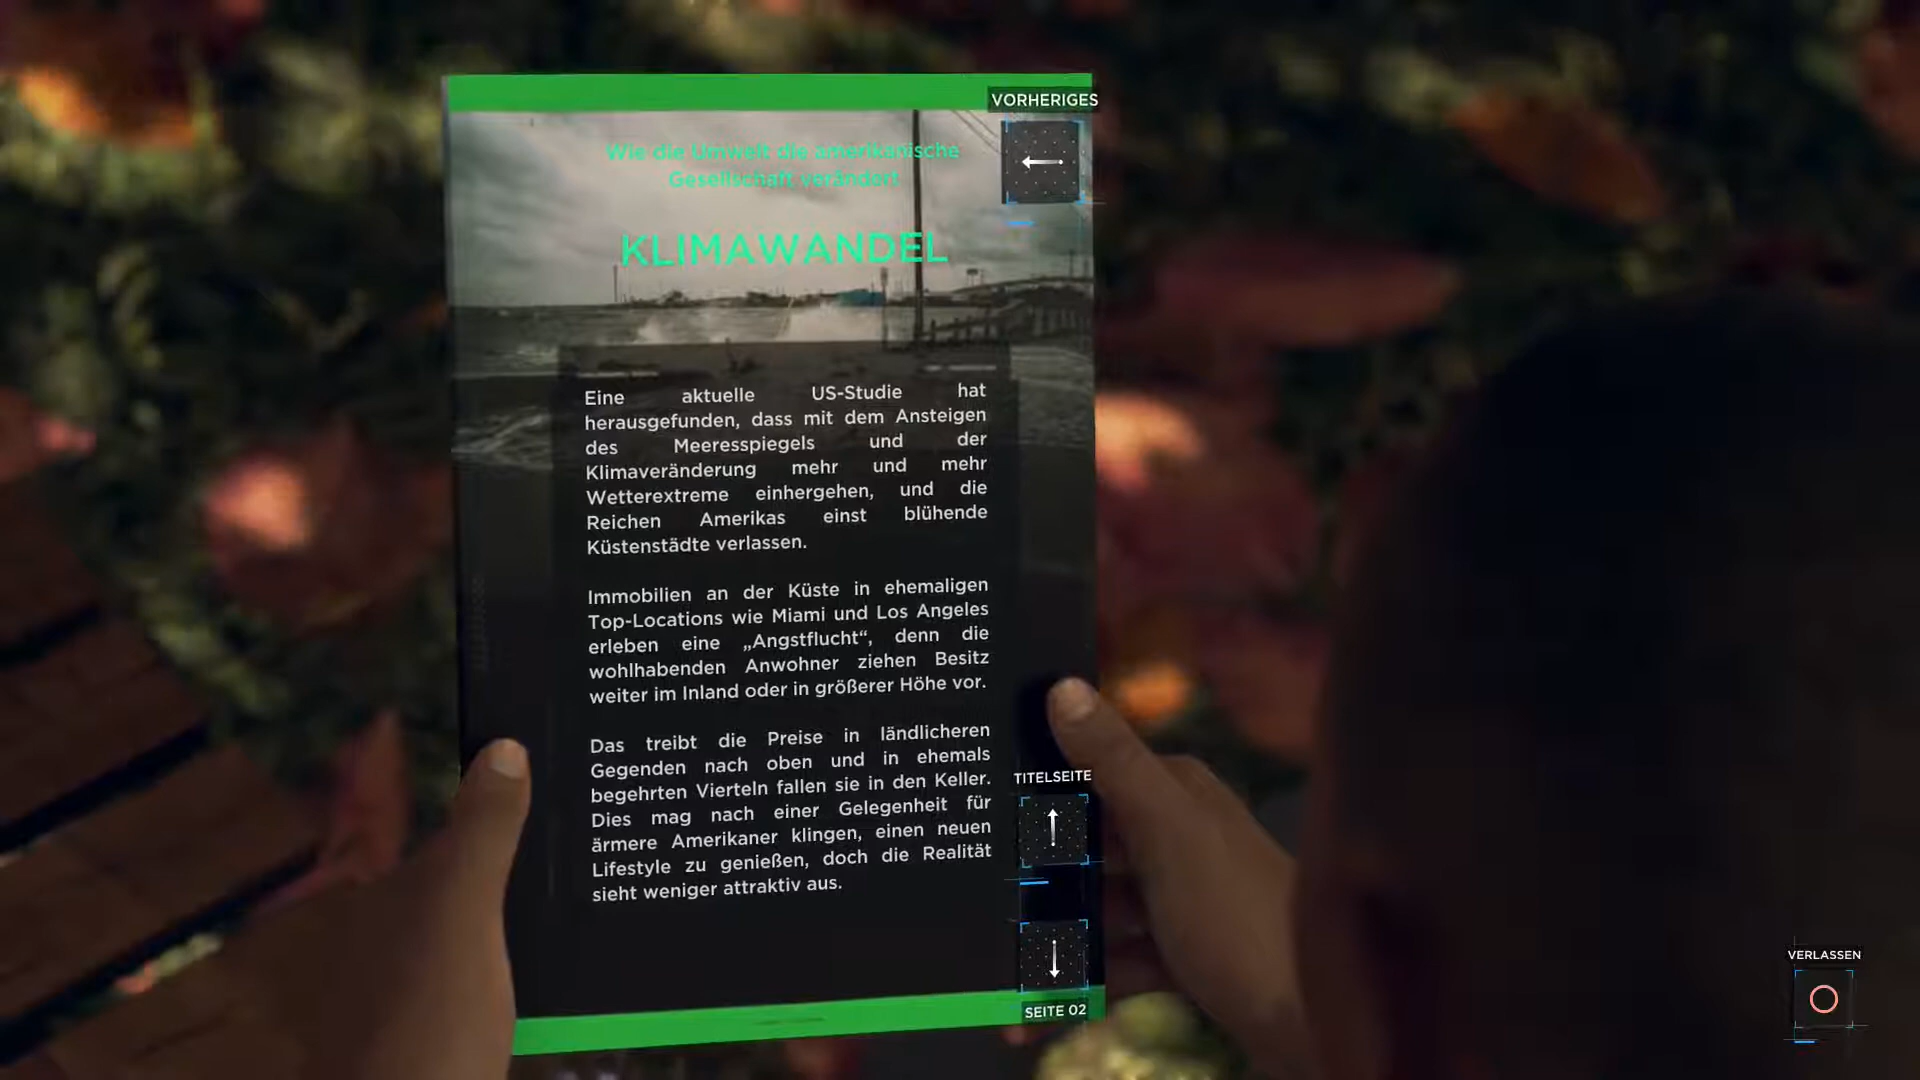 VORHERIGES
Wie die Umwelt die amerikanische
Gesellschaft verändert
KLIMAWANDEL
Eine aktuelle US-Studie hat
herausgefunden, dass mit dem Ansteigen
des Meeresspiegels und der
Klimaveränderung mehr und mehr
Wetterextreme einhergehen, und die
Reichen Amerikas einst blühende
Küstenstädte verlassen.
Immobilien an der Küste in ehemaligen
Top-Locations wie Miami und Los Angeles
erleben eine „Angstflucht“, denn die
wohlhabenden Anwohner ziehen Besitz
weiter im Inland oder in größerer Höhe vor.
Das treibt die Preise in ländlicheren
Gegenden nach oben und in ehemals
begehrten Vierteln fallen sie in den Keller.
Dies mag nach einer Gelegenheit für
ärmere Amerikaner klingen, einen neuen
Lifestyle zu genießen, doch die Realität
sieht weniger attraktiv aus.
TITELSEITE
SEITE 02
VERLASSEN